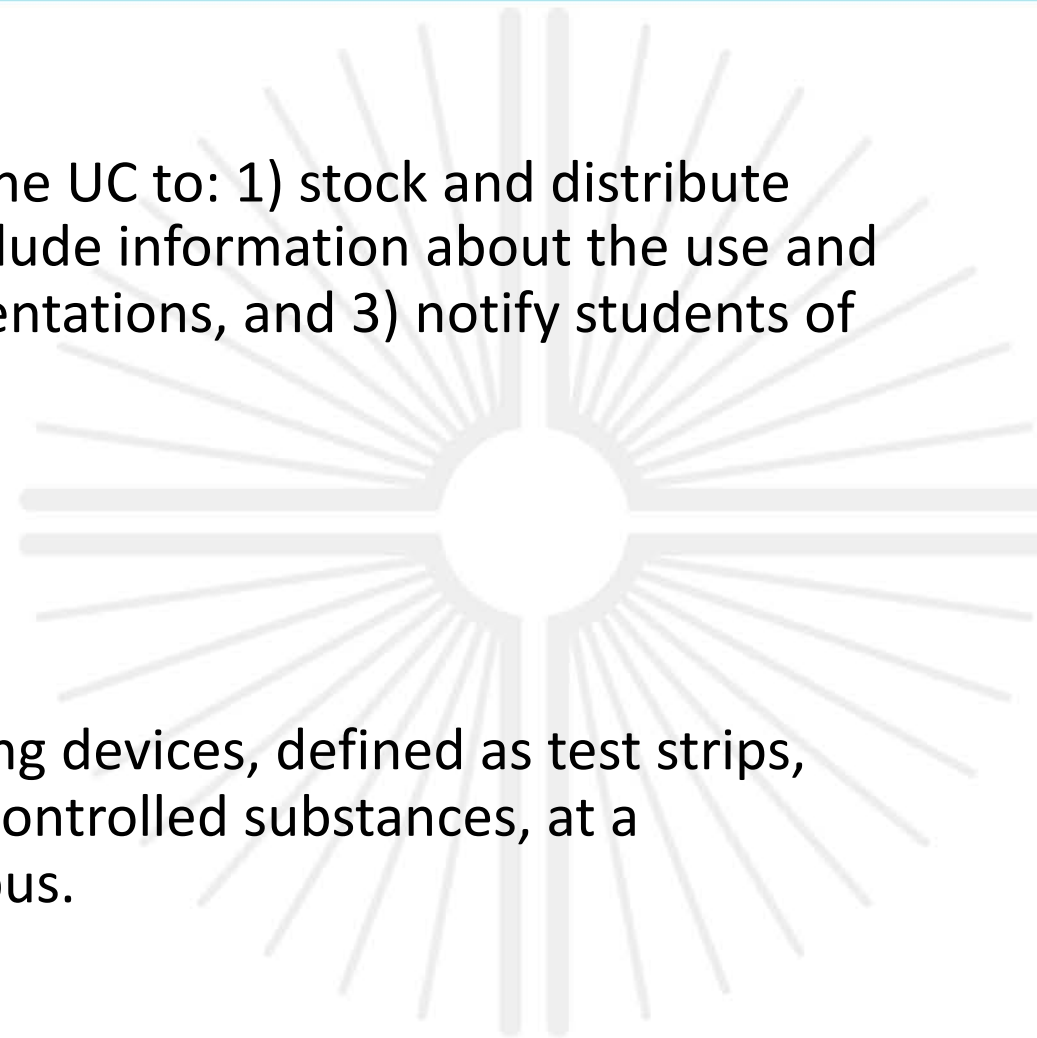 he UC to: 1) stock and distribute
lude information about the use and
entations, and 3) notify students of
ng devices, defined as test strips,
ontrolled substances, at a
us.